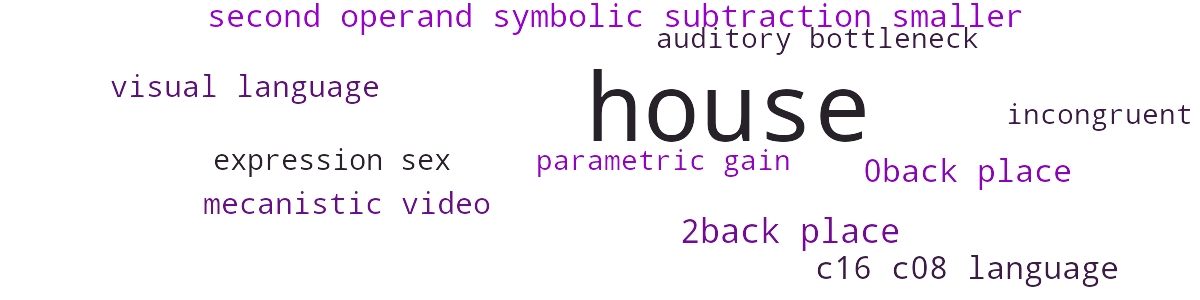 second operand symbolic subtraction smaller
auditory bottleneck
visual language
house
incongruent
expression sex
parametric gain
0back place
mecanistic video
2back place
c16 c08 language